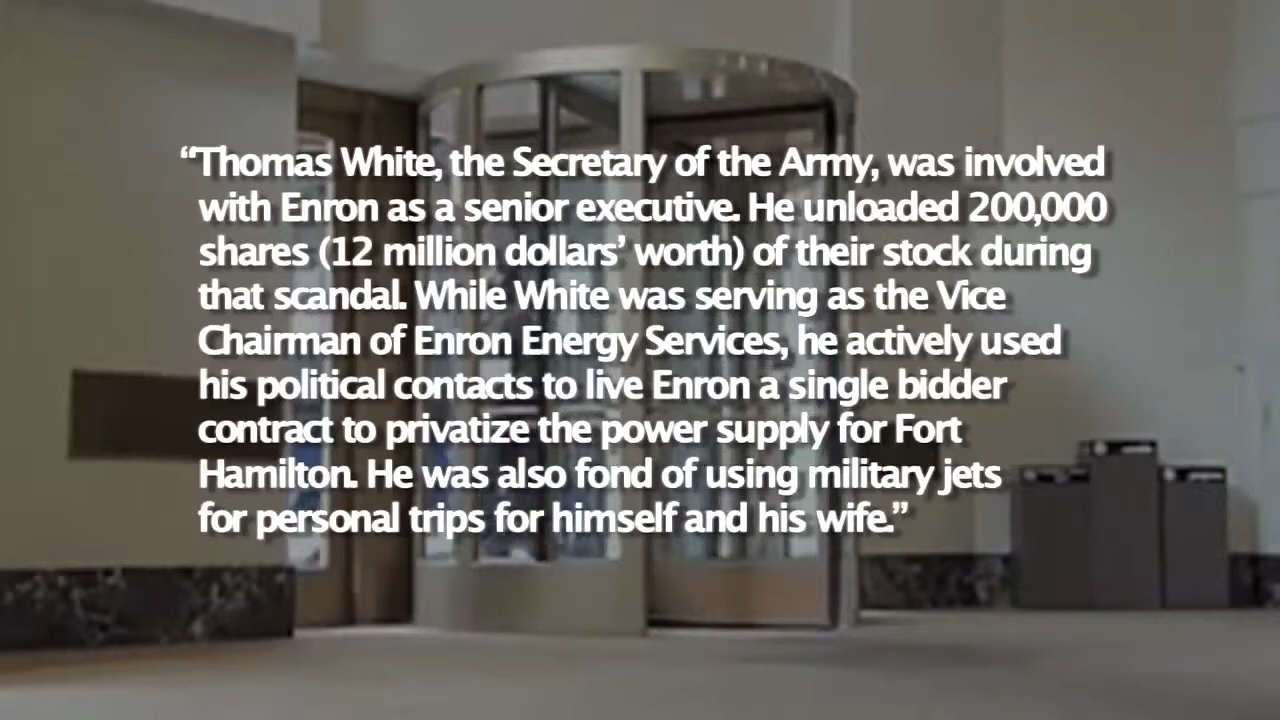 “Thomas White, the Secretary of the Army, was involved
with Enron as a senior executive. He unloaded 200,000
shares (12 million dollars’ worth) of their stock during
that scandal. While White was serving as the Vice
Chairman of Enron Energy Services, he actively used
his political contacts to live Enron a single bidder
contract to privatize the power supply for Fort
Hamilton. He was also fond of using military jets
for personal trips for himself and his wife.”